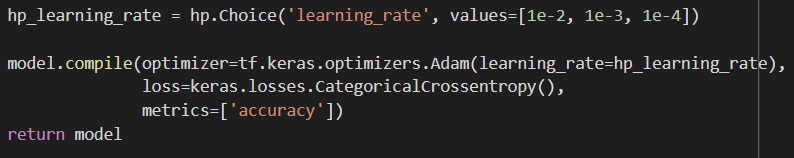 hp_learning_rate = hp.Choice('learning_rate', values=[1e-2, 1e-3, 1e-4])
model.compile(optimizer=tf.keras.optimizers.Adam(learning_rate=hp_learning_rate),
loss=keras.losses.CategoricalCrossentropy(),
metrics=['accuracy'])
return model